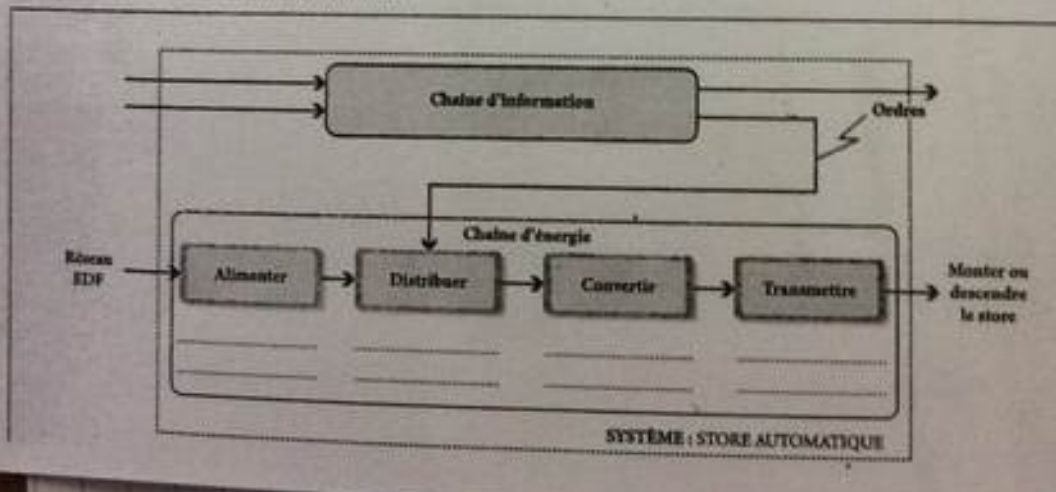 Chaîne d'information
Ordres
Chaîne d'énergie
Réseau
EDF
Alimenter
Distribuer
Convertir
Transmettre
Monter ou
descendre
le store
SYSTÈME : STORE AUTOMATIQUE